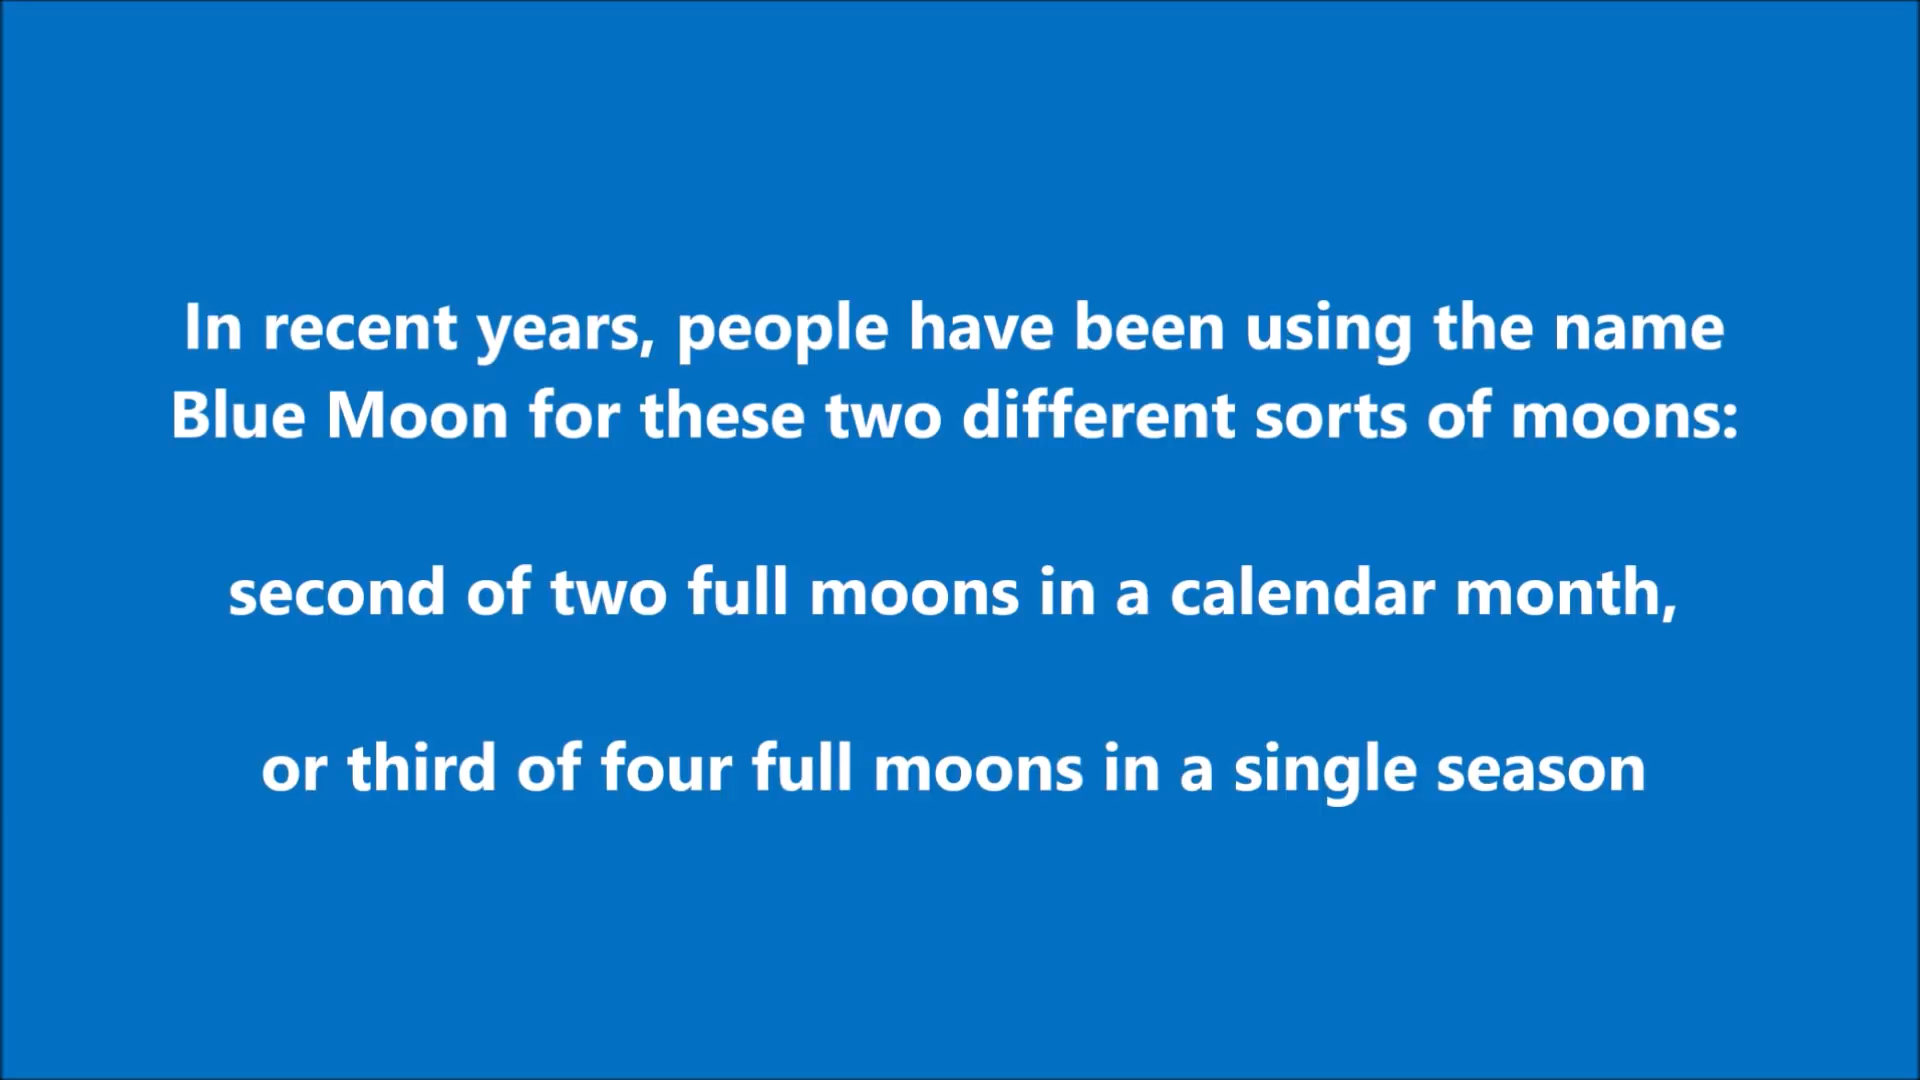 In recent years, people have been using the name
Blue Moon for these two different sorts of moons:
second of two full moons in a calendar month,
or third of four full moons in a single season